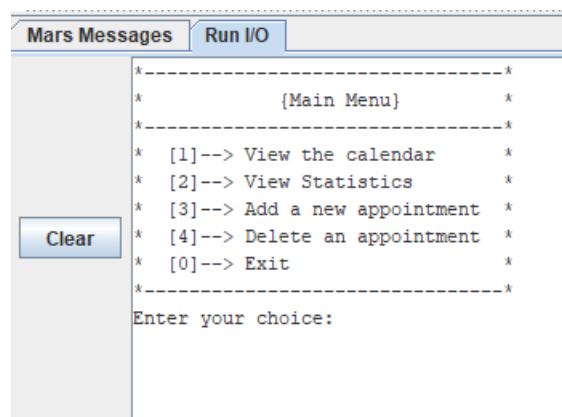 Mars Messages Run I/O
*--------------------------------*
* {Main Menu} *
*--------------------------------*
* [1]--> View the calendar *
* [2]--> View Statistics *
* [3]--> Add a new appointment *
* [4]--> Delete an appointment *
Clear
* [0]--> Exit *
*--------------------------------*
Enter your choice: